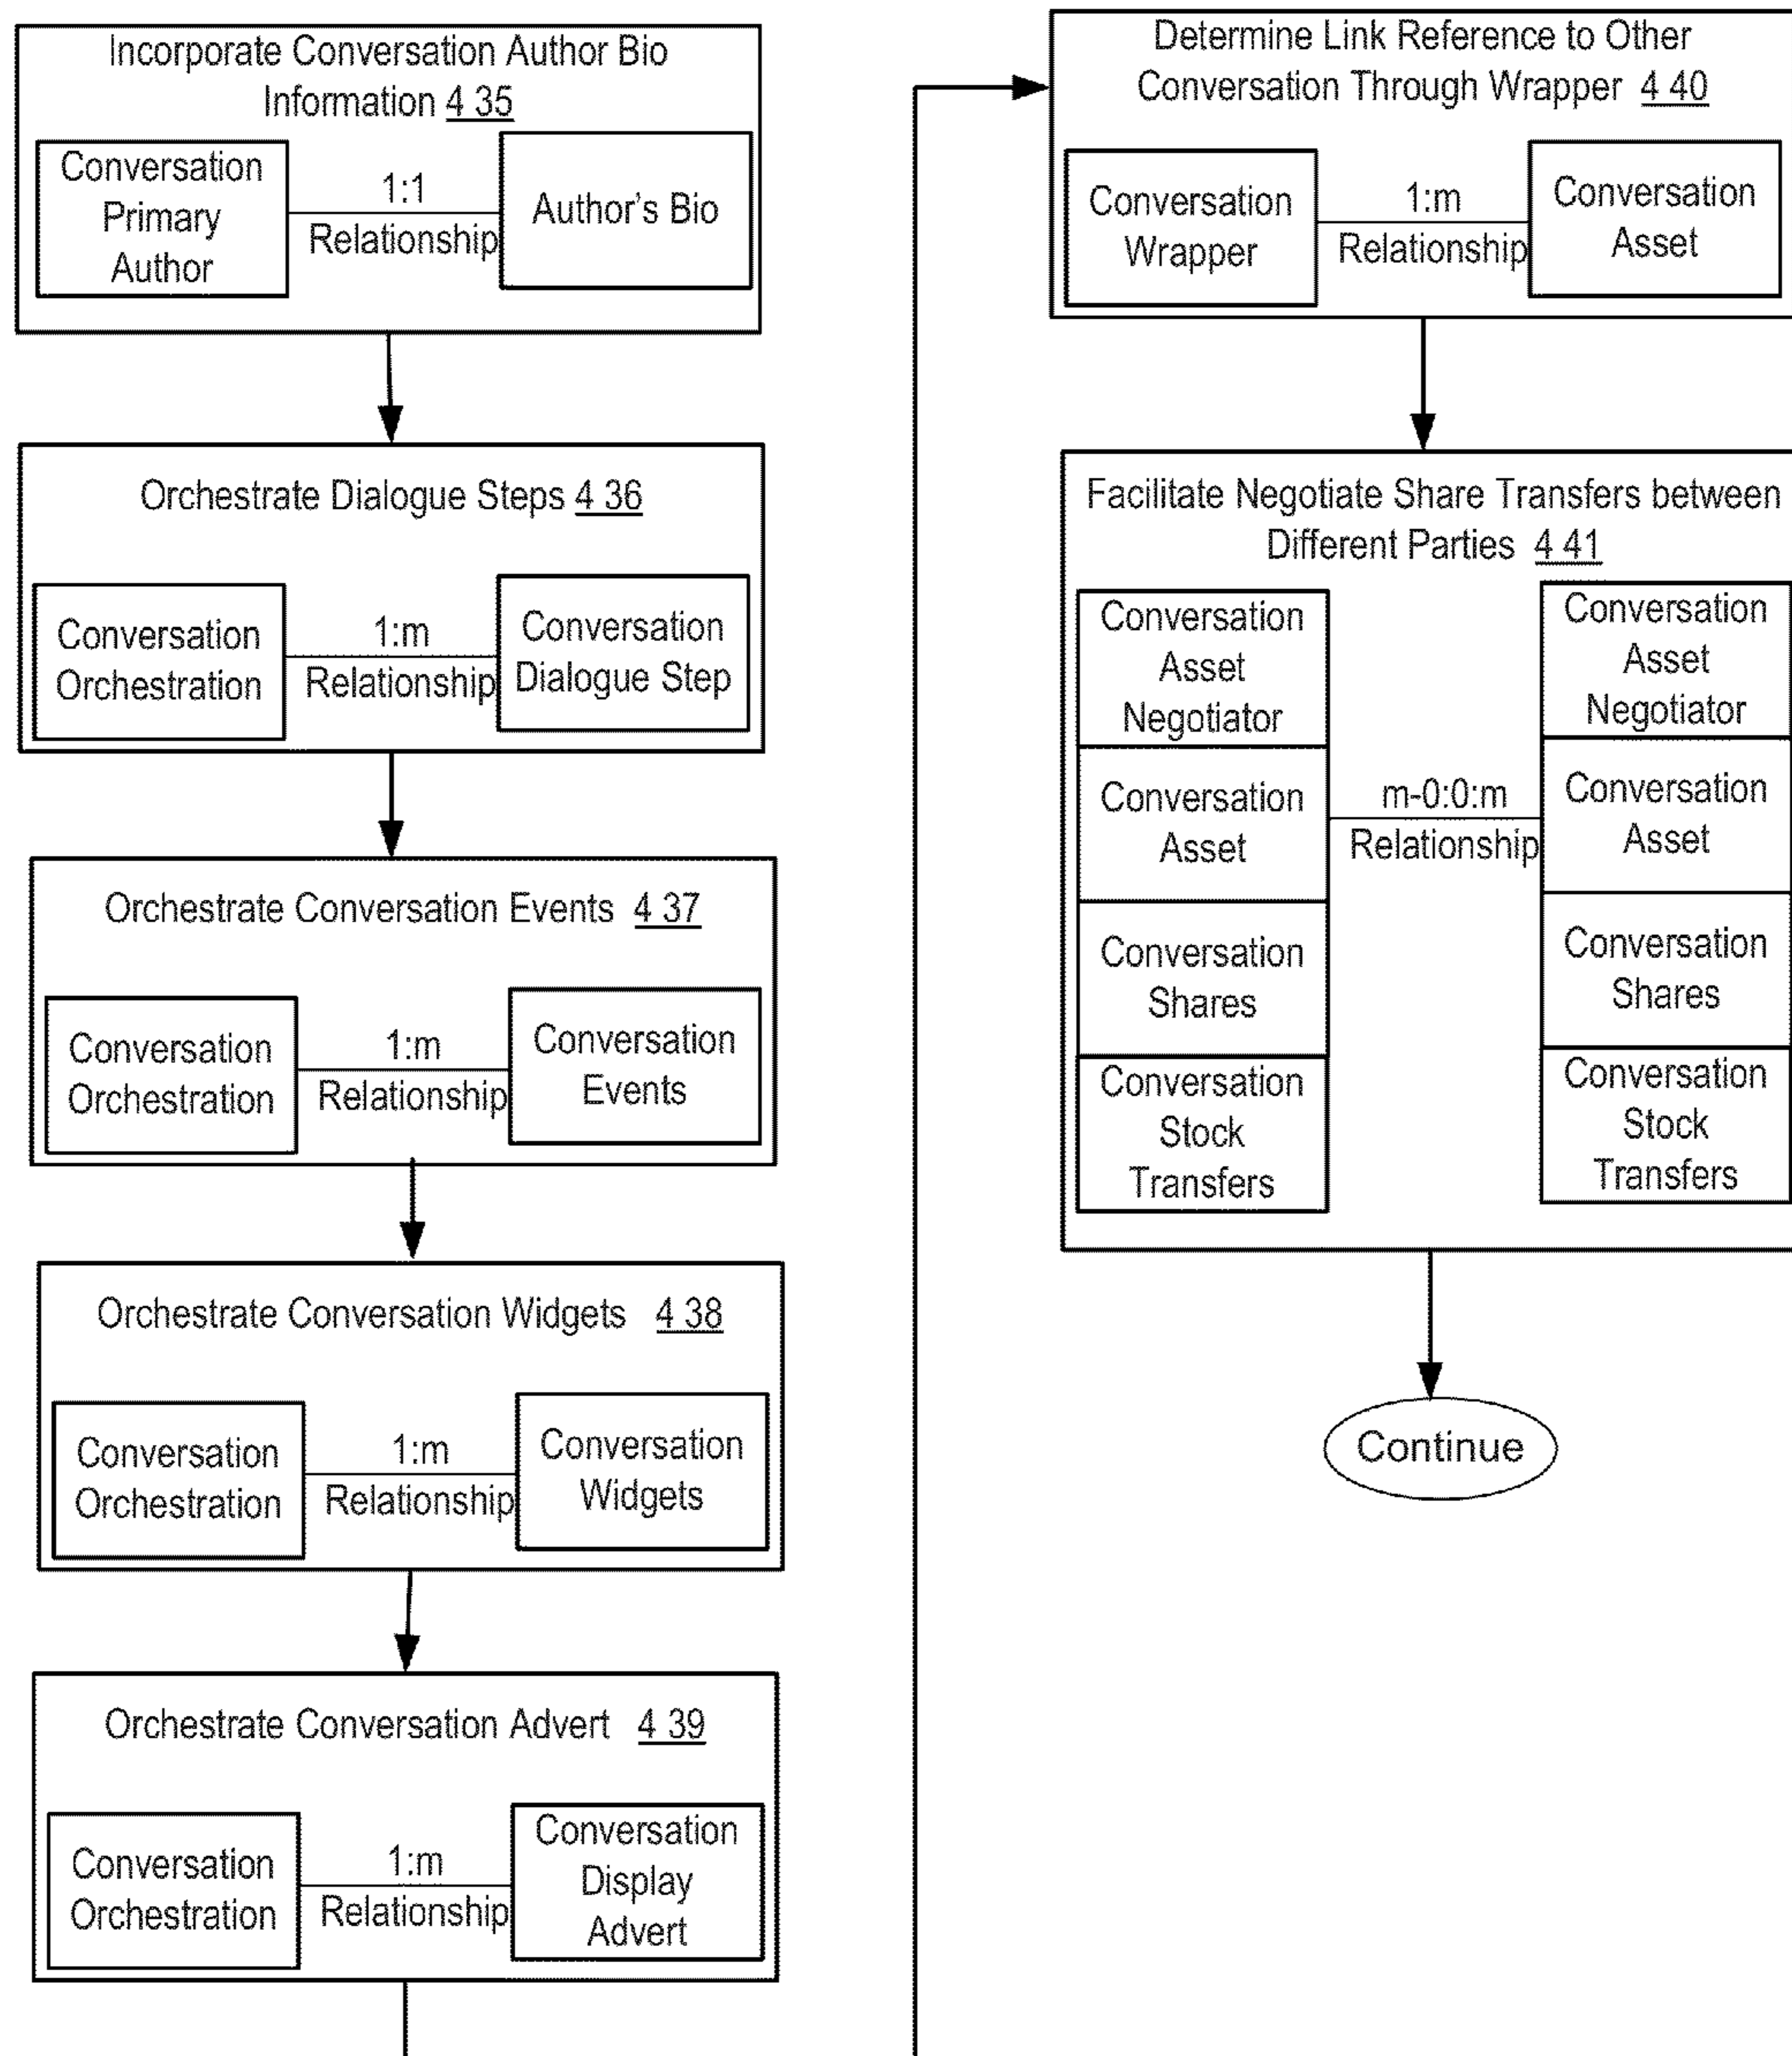 Incorporate Conversation Author Bio
Information 4 35
Conversation
Primary
Author
1:1
Relationship
Author's Bio
Orchestrate Dialogue Steps 4 36
Conversation
Orchestration
1:m
Relationship
Conversation
Dialogue Step
Orchestrate Conversation Events 4 37
Conversation
Orchestration
1:m
Relationship
Conversation
Events
Orchestrate Conversation Widgets 4 38
Conversation
Orchestration
1:m
Relationship
Conversation
Widgets
Orchestrate Conversation Advert 4 39
Conversation
Orchestration
1:m
Relationship
Conversation
Display
Advert
Determine Link Reference to Other
Conversation Through Wrapper 4 40
Conversation
Wrapper
1:m
Relationship
Conversation
Asset
Facilitate Negotiate Share Transfers between
Different Parties 4 41
Conversation
Asset
Negotiator
Conversation
Asset
Conversation
Shares
Conversation
Stock
Transfers
m-0:0:m
Relationship
Conversation
Asset
Negotiator
Conversation
Asset
Conversation
Shares
Conversation
Stock
Transfers
Continue